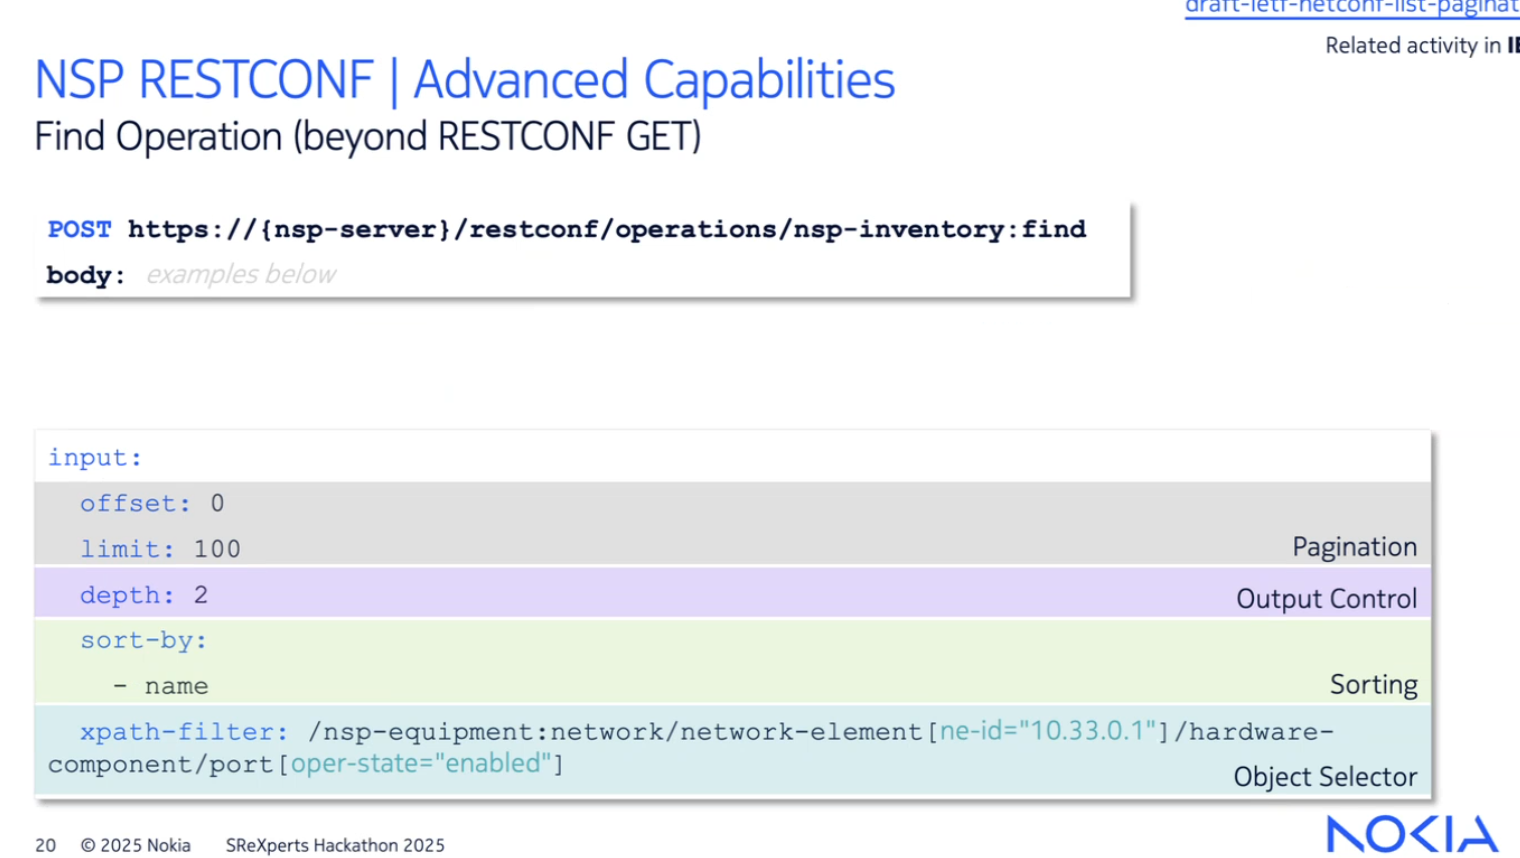 draft-ietf-netconf-list-paginat
Related activity in IE
NSP RESTCONF | Advanced Capabilities
Find Operation (beyond RESTCONF GET)
POST https://{nsp-server}/restconf/operations/nsp-inventory:find
body: examples below
input:
offset: 0
limit: 100
Pagination
depth: 2
Output Control
sort-by:
- name
Sorting
xpath-filter: /nsp-equipment:network/network-element[ne-id="10.33.0.1"]/hardware-
component/port[oper-state="enabled"]
Object Selector
20 © 2025 Nokia SReXperts Hackathon 2025
NOKIA